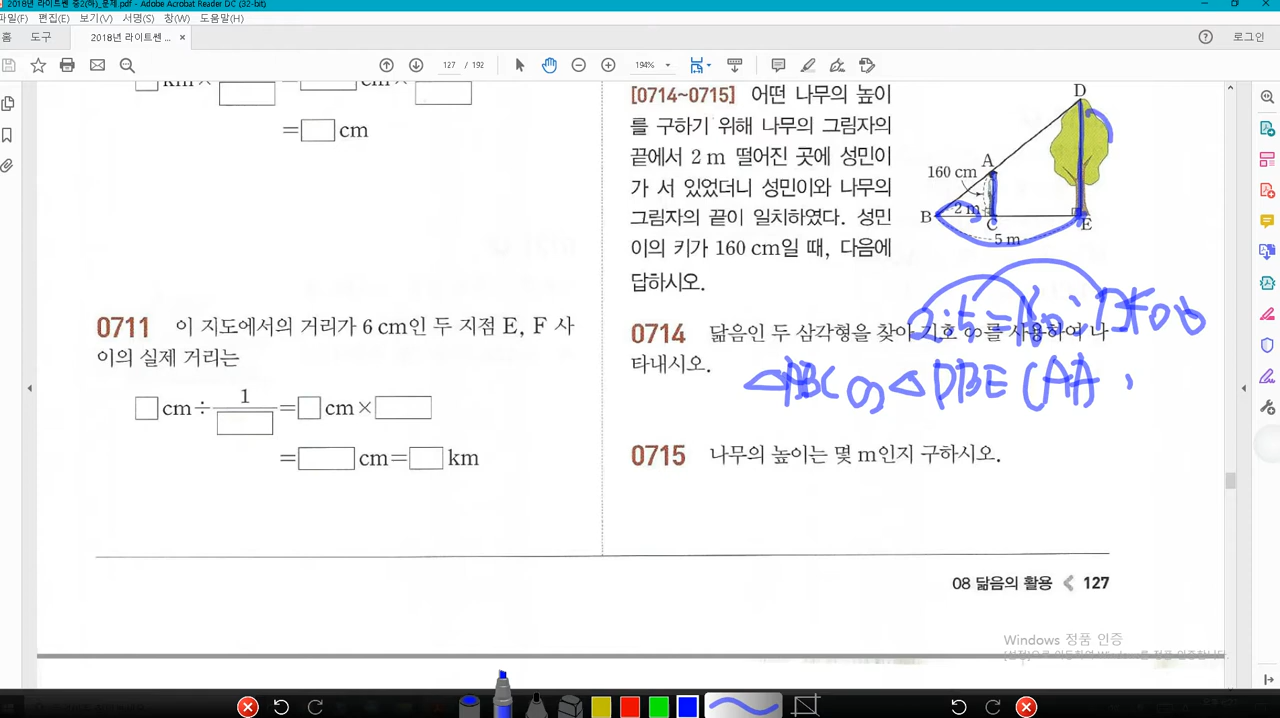 2018년 라이트쎈 중2(하)_문제.pdf - Adobe Acrobat Reader DC (32-bit)
파일(F) 편집(E) 보기(V) 서명(S) 창(W) 도움말(H)
홈 도구 2018년 라이트쎈 ... × 로그인
127 / 192 194%
= cm
0711 이 지도에서의 거리가 6 cm인 두 지점 E, F 사
이의 실제 거리는
cm ÷ 1 = cm ×
= cm = km
[0714~0715] 어떤 나무의 높이
를 구하기 위해 나무의 그림자의
끝에서 2 m 떨어진 곳에 성민이
가 서 있었더니 성민이와 나무의
그림자의 끝이 일치하였다. 성민
이의 키가 160 cm일 때, 다음에
답하시오.
D
A
160 cm
B 2 m C E
5 m
0714 닮음인 두 삼각형을 찾아 기호 ∽를 사용하여 나
타내시오.
△ABC ∽ △DBE (AA)
0715 나무의 높이는 몇 m인지 구하시오.
08 닮음의 활용 127
Windows 정품 인증